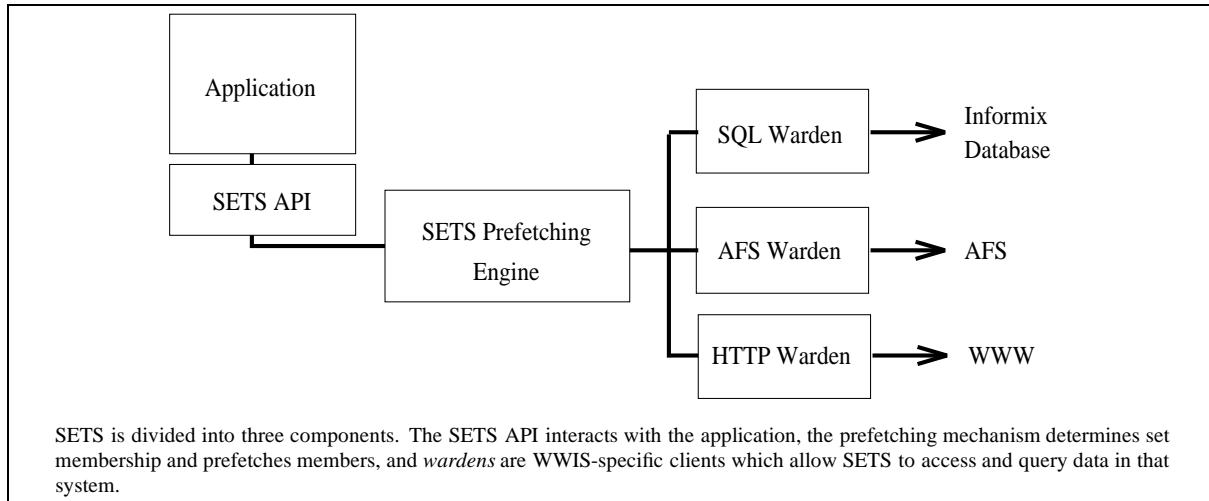 Application
SETS API
SETS Prefetching
Engine
SQL Warden
Informix
Database
AFS Warden
AFS
HTTP Warden
WWW
SETS is divided into three components. The SETS API interacts with the application, the prefetching mechanism determines set
membership and prefetches members, and wardens are WWIS-specific clients which allow SETS to access and query data in that
system.